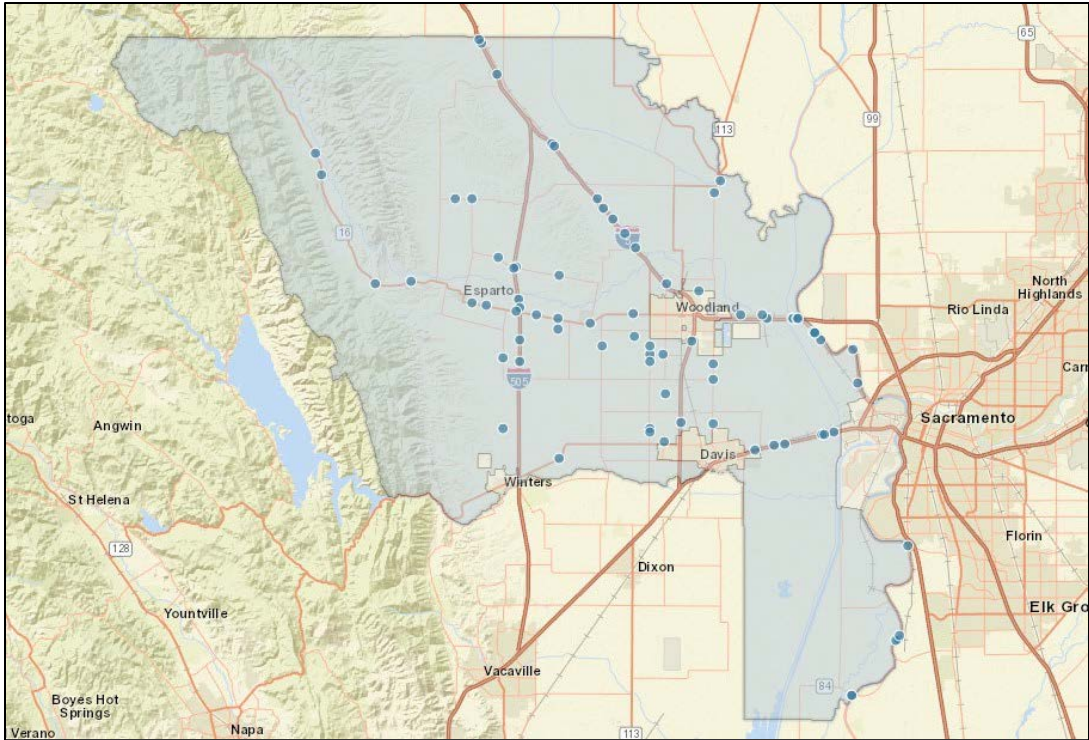 65
99
113
16
Esparto
Woodland
North
Highlands
Rio Linda
Carr
505
toga
Angwin
Sacramento
Davis
Winters
St Helena
128
Florin
Dixon
Yountville
Elk Gro
Vacaville
84
Boyes Hot
Springs
Napa
Verano
113